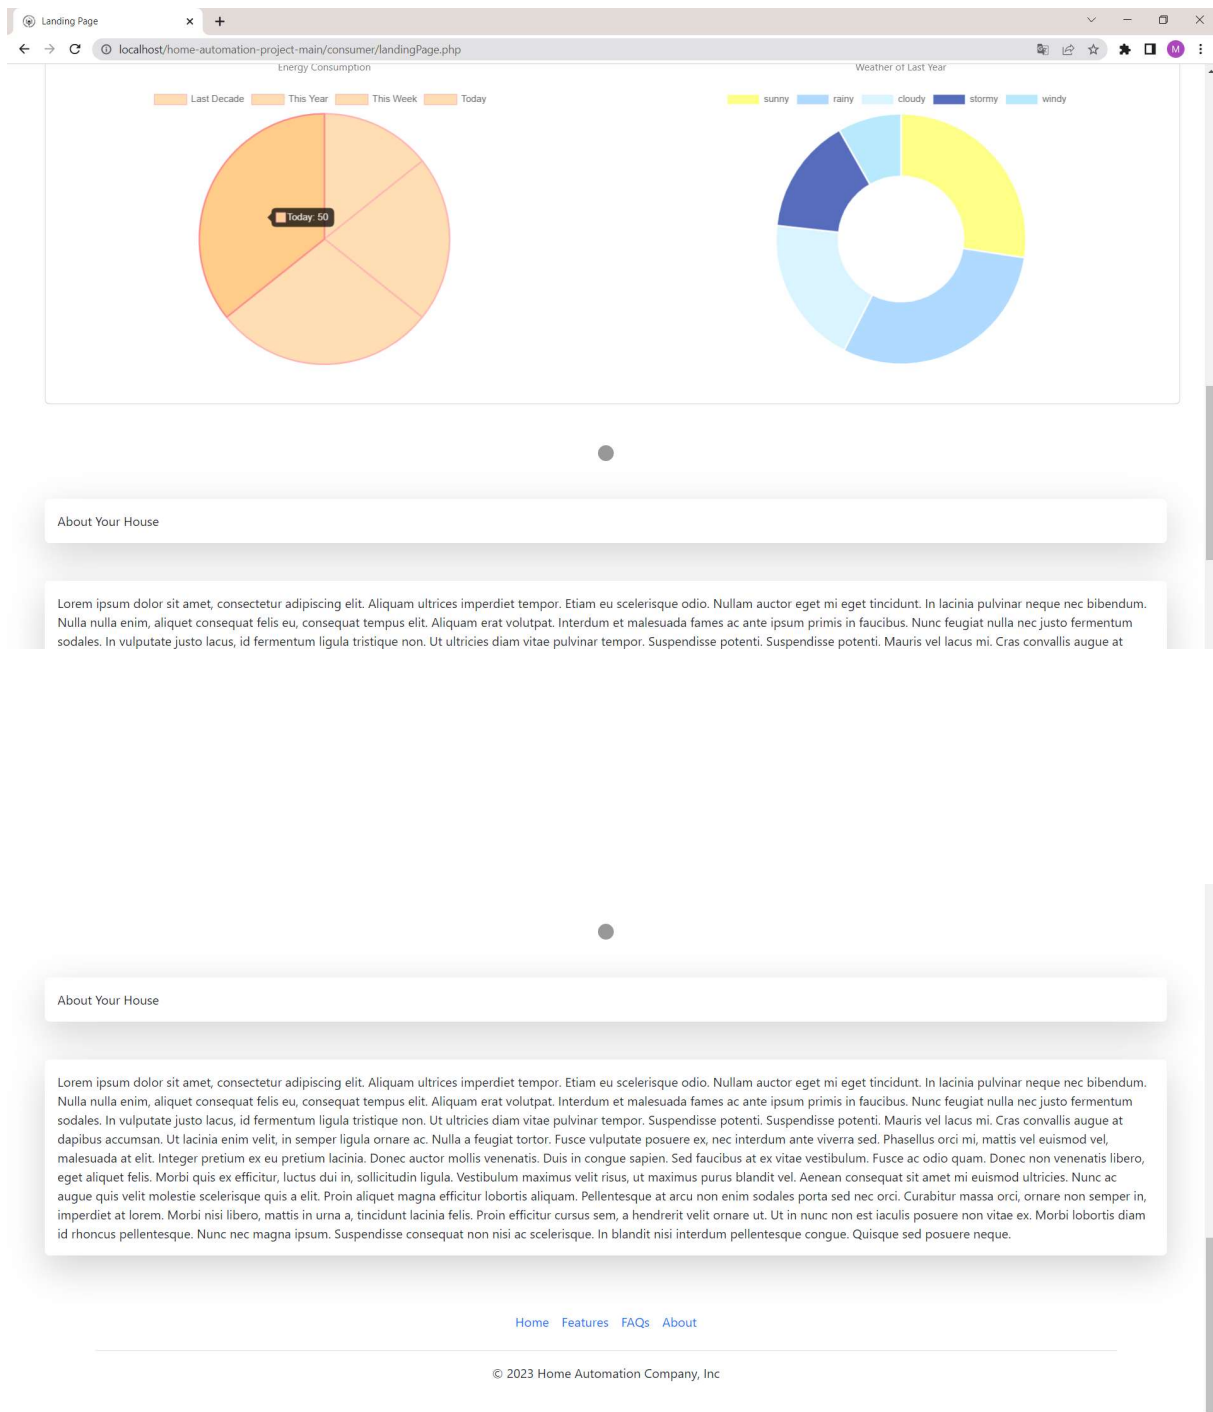 Landing Page
localhost/home-automation-project-main/consumer/landingPage.php
M
Energy Consumption
Weather of Last Year
Last Decade This Year This Week Today
sunny rainy cloudy stormy windy
Today: 50
About Your House
Lorem ipsum dolor sit amet, consectetur adipiscing elit. Aliquam ultrices imperdiet tempor. Etiam eu scelerisque odio. Nullam auctor eget mi eget tincidunt. In lacinia pulvinar neque nec bibendum.
Nulla nulla enim, aliquet consequat felis eu, consequat tempus elit. Aliquam erat volutpat. Interdum et malesuada fames ac ante ipsum primis in faucibus. Nunc feugiat nulla nec justo fermentum
sodales. In vulputate justo lacus, id fermentum ligula tristique non. Ut ultricies diam vitae pulvinar tempor. Suspendisse potenti. Suspendisse potenti. Mauris vel lacus mi. Cras convallis augue at
About Your House
Lorem ipsum dolor sit amet, consectetur adipiscing elit. Aliquam ultrices imperdiet tempor. Etiam eu scelerisque odio. Nullam auctor eget mi eget tincidunt. In lacinia pulvinar neque nec bibendum.
Nulla nulla enim, aliquet consequat felis eu, consequat tempus elit. Aliquam erat volutpat. Interdum et malesuada fames ac ante ipsum primis in faucibus. Nunc feugiat nulla nec justo fermentum
sodales. In vulputate justo lacus, id fermentum ligula tristique non. Ut ultricies diam vitae pulvinar tempor. Suspendisse potenti. Suspendisse potenti. Mauris vel lacus mi. Cras convallis augue at
dapibus accumsan. Ut lacinia enim velit, in semper ligula ornare ac. Nulla a feugiat tortor. Fusce vulputate posuere ex, nec interdum ante viverra sed. Phasellus orci mi, mattis vel euismod vel,
malesuada at elit. Integer pretium ex eu pretium lacinia. Donec auctor mollis venenatis. Duis in congue sapien. Sed faucibus at ex vitae vestibulum. Fusce ac odio quam. Donec non venenatis libero,
eget aliquet felis. Morbi quis ex efficitur, luctus dui in, sollicitudin ligula. Vestibulum maximus velit risus, ut maximus purus blandit vel. Aenean consequat sit amet mi euismod ultricies. Nunc ac
augue quis velit molestie scelerisque quis a elit. Proin aliquet magna efficitur lobortis aliquam. Pellentesque at arcu non enim sodales porta sed nec orci. Curabitur massa orci, ornare non semper in,
imperdiet at lorem. Morbi nisi libero, mattis in urna a, tincidunt lacinia felis. Proin efficitur cursus sem, a hendrerit velit ornare ut. Ut in nunc non est iaculis posuere non vitae ex. Morbi lobortis diam
id rhoncus pellentesque. Nunc nec magna ipsum. Suspendisse consequat non nisi ac scelerisque. In blandit nisi interdum pellentesque congue. Quisque sed posuere neque.
Home Features FAQs About
© 2023 Home Automation Company, Inc